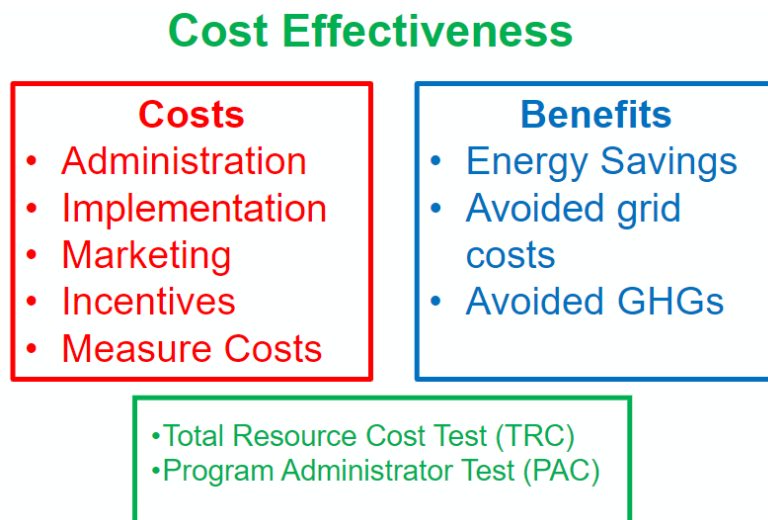 Cost Effectiveness
Costs
• Administration
• Implementation
• Marketing
• Incentives
• Measure Costs
Benefits
• Energy Savings
• Avoided grid
costs
• Avoided GHGs
•Total Resource Cost Test (TRC)
•Program Administrator Test (PAC)